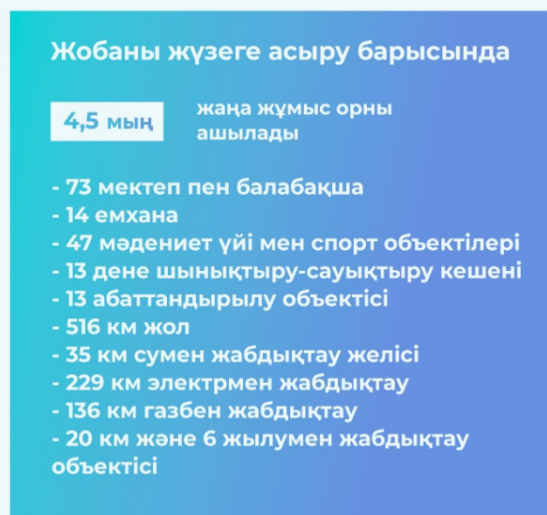 Жобаны жүзеге асыру барысында
4,5 мың
жаңа жұмыс орны
ашылады
- 73 мектеп пен балабақша
- 14 емхана
- 47 мәдениет үйі мен спорт объектілері
- 13 дене шынықтыру-сауықтыру кешені
- 13 абаттандырылу объектісі
- 516 км жол
- 35 км сумен жабдықтау желісі
- 229 км электрмен жабдықтау
- 136 км газбен жабдықтау
- 20 км және 6 жылумен жабдықтау
объектісі